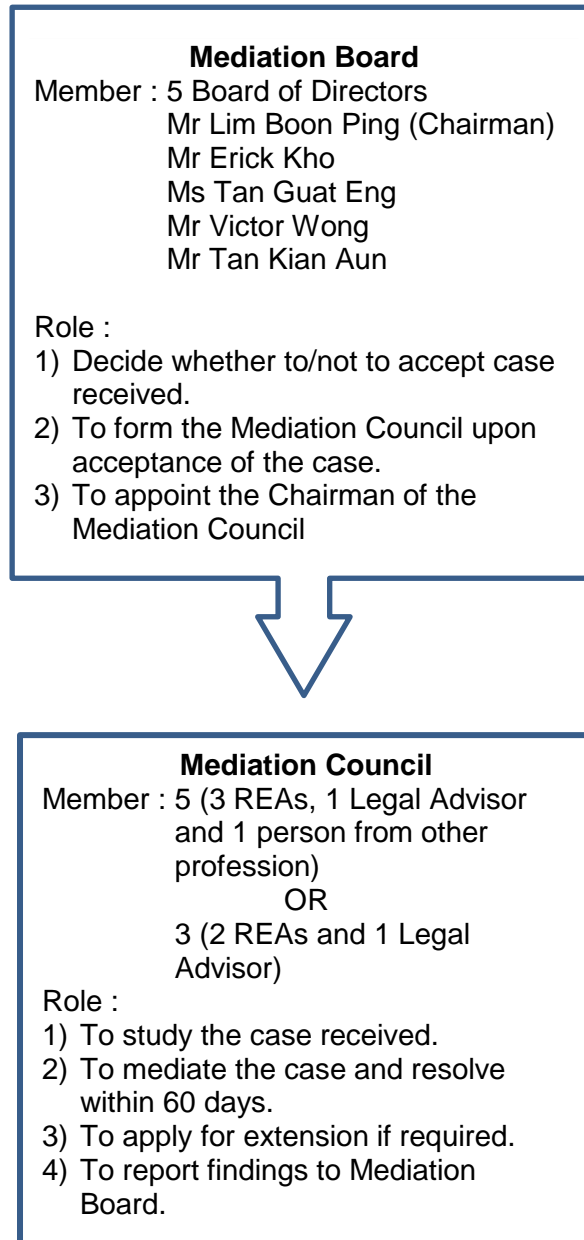 Mediation Board
Member : 5 Board of Directors
Mr Lim Boon Ping (Chairman)
Mr Erick Kho
Ms Tan Guat Eng
Mr Victor Wong
Mr Tan Kian Aun
Role :
1) Decide whether to/not to accept case
received.
2) To form the Mediation Council upon
acceptance of the case.
3) To appoint the Chairman of the
Mediation Council
Mediation Council
Member : 5 (3 REAs, 1 Legal Advisor
and 1 person from other
profession)
OR
3 (2 REAs and 1 Legal
Advisor)
Role :
1) To study the case received.
2) To mediate the case and resolve
within 60 days.
3) To apply for extension if required.
4) To report findings to Mediation
Board.